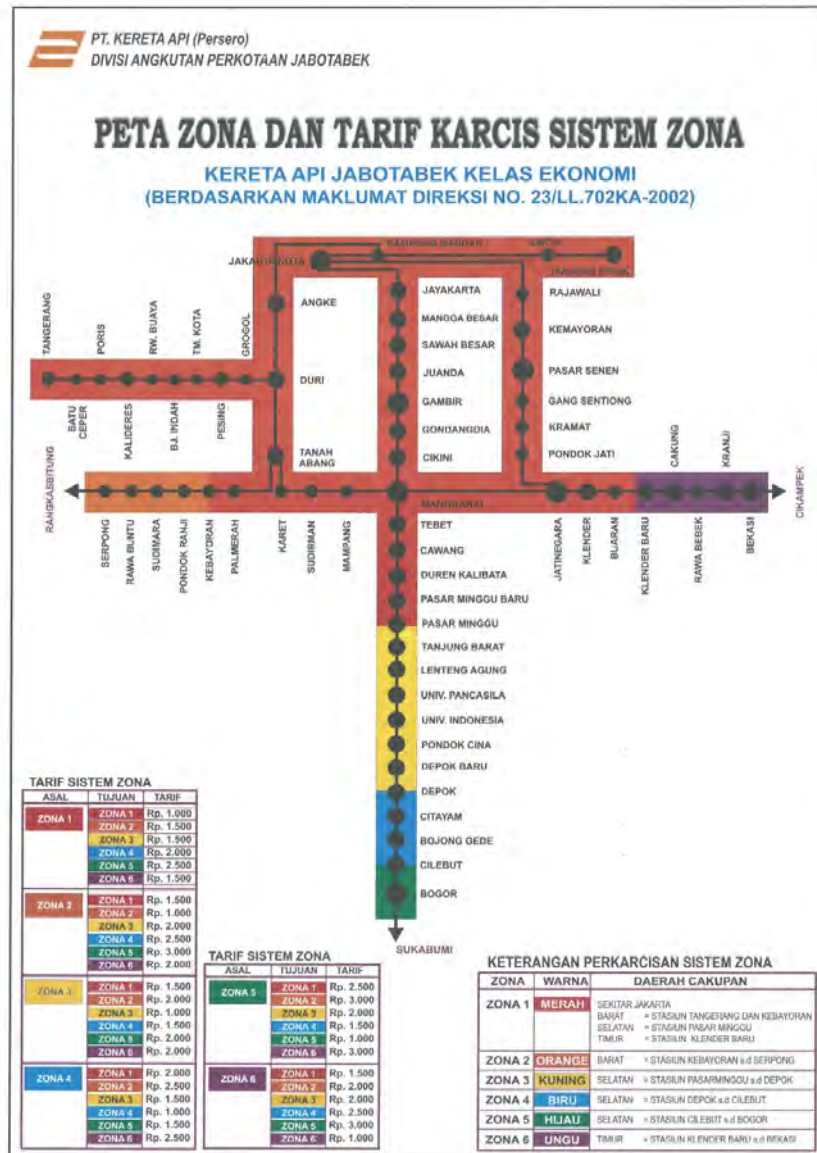 PT. KERETA API (Persero)
DIVISI ANGKUTAN PERKOTAAN JABOTABEK
PETA ZONA DAN TARIF KARCIS SISTEM ZONA
KERETA API JABOTABEK KELAS EKONOMI
(BERDASARKAN MAKLUMAT DIREKSI NO. 23/LL.702KA-2002)
KAMPUNG BANDAN
ANCOL
JAKARTA KOTA
TANJUNG PRIUK
ANGKE
JAYAKARTA
RAJAWALI
MANGGA BESAR
KEMAYORAN
SAWAH BESAR
TANGERANG
PORIS
RW. BUAYA
TM. KOTA
GROGOL
DURI
JUANDA
PASAR SENEN
BATU CEPER
KALIDERES
BJ. INDAH
PESING
GAMBIR
GANG SENTIONG
GONDANGDIA
KRAMAT
TANAH
ABANG
CIKINI
PONDOK JATI
CAKUNG
KRANJI
RANGKASBITUNG
MANGGARAI
CIKAMPEK
SERPONG
RAWA BUNTU
SUDIMARA
PONDOK RANJI
KEBAYORAN
PALMERAH
KARET
SUDIRMAN
MAMPANG
JATINEGARA
KLENDER
BUARAN
KLENDER BARU
RAWA BEBEK
BEKASI
TEBET
CAWANG
DUREN KALIBATA
PASAR MINGGU BARU
PASAR MINGGU
TANJUNG BARAT
LENTENG AGUNG
UNIV. PANCASILA
UNIV. INDONESIA
PONDOK CINA
DEPOK BARU
DEPOK
CITAYAM
BOJONG GEDE
CILEBUT
BOGOR
SUKABUMI
TARIF SISTEM ZONA
ASAL TUJUAN TARIF
ZONA 1 ZONA 1 Rp. 1.000
ZONA 2 Rp. 1.500
ZONA 3 Rp. 1.500
ZONA 4 Rp. 2.000
ZONA 5 Rp. 2.500
ZONA 6 Rp. 1.500
ZONA 2 ZONA 1 Rp. 1.500
ZONA 2 Rp. 1.000
ZONA 3 Rp. 2.000
ZONA 4 Rp. 2.500
ZONA 5 Rp. 3.000
ZONA 6 Rp. 2.000
ZONA 3 ZONA 1 Rp. 1.500
ZONA 2 Rp. 2.000
ZONA 3 Rp. 1.000
ZONA 4 Rp. 1.500
ZONA 5 Rp. 2.000
ZONA 6 Rp. 2.000
ZONA 4 ZONA 1 Rp. 2.000
ZONA 2 Rp. 2.500
ZONA 3 Rp. 1.500
ZONA 4 Rp. 1.000
ZONA 5 Rp. 1.500
ZONA 6 Rp. 2.500
TARIF SISTEM ZONA
ASAL TUJUAN TARIF
ZONA 5 ZONA 1 Rp. 2.500
ZONA 2 Rp. 3.000
ZONA 3 Rp. 2.000
ZONA 4 Rp. 1.500
ZONA 5 Rp. 1.000
ZONA 6 Rp. 3.000
ZONA 6 ZONA 1 Rp. 1.500
ZONA 2 Rp. 2.000
ZONA 3 Rp. 2.000
ZONA 4 Rp. 2.500
ZONA 5 Rp. 3.000
ZONA 6 Rp. 1.000
KETERANGAN PERKARCISAN SISTEM ZONA
ZONA WARNA DAERAH CAKUPAN
ZONA 1 MERAH SEKITAR JAKARTA
BARAT = STASIUN TANGERANG DAN KEBAYORAN
SELATAN = STASIUN PASAR MINGGU
TIMUR = STASIUN KLENDER BARU
ZONA 2 ORANGE BARAT = STASIUN KEBAYORAN s.d SERPONG
ZONA 3 KUNING SELATAN = STASIUN PASARMINGGU s.d DEPOK
ZONA 4 BIRU SELATAN = STASIUN DEPOK s.d CILEBUT
ZONA 5 HIJAU SELATAN = STASIUN CILEBUT s.d BOGOR
ZONA 6 UNGU TIMUR = STASIUN KLENDER BARU s.d BEKASI